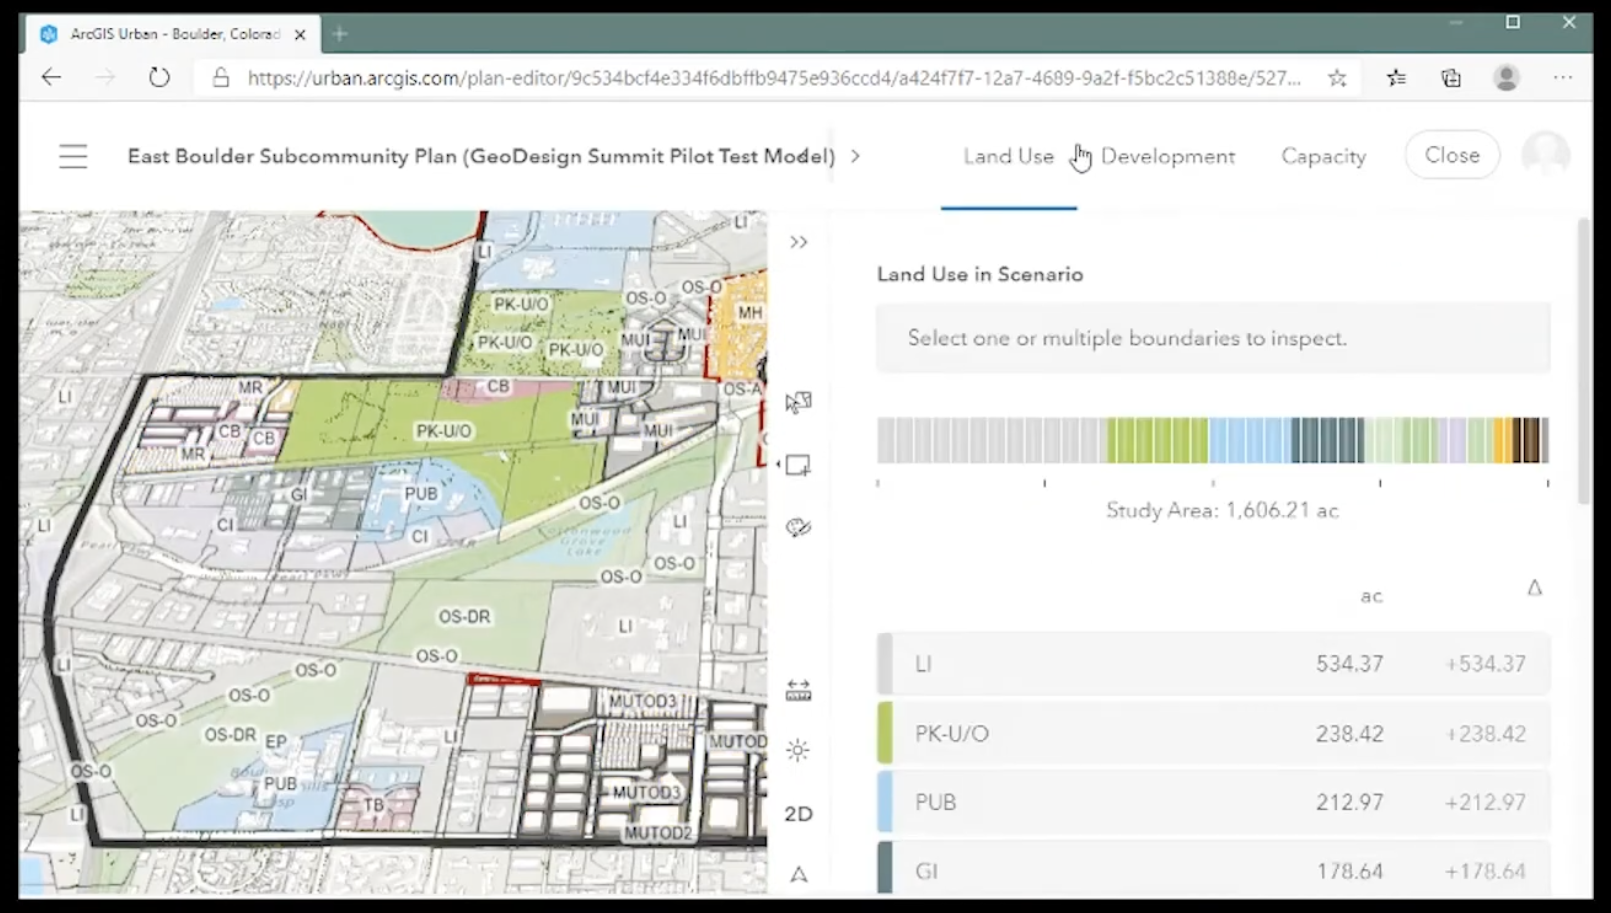 ArcGIS Urban - Boulder, Colorad
https://urban.arcgis.com/plan-editor/9c534bcf4e334f6dbffb9475e936ccd4/a424f7f7-12a7-4689-9a2f-f5bc2c51388e/527...
East Boulder Subcommunity Plan (GeoDesign Summit Pilot Test Model)
Land Use
Development
Capacity
Close
LI
LI
PK-U/O
OS-O
OS-O
MH
PK-U/O
PK-U/O
MUI
MUI
LI
MR
CB
MUI
OS-A
CB
CB
PK-U/O
MUI
MUI
MR
GI
PUB
OS-O
LI
CI
CI
LI
Cottonwood
Grove
Lake
OS-O
OS-O
OS-DR
LI
OS-O
LI
OS-O
OS-O
OS-O
MUTOD3
OS-DR
EP
LI
MUTOD
OS-O
PUB
MUTOD3
LI
TB
MUTOD2
2D
Land Use in Scenario
Select one or multiple boundaries to inspect.
Study Area: 1,606.21 ac
ac Δ
LI 534.37 +534.37
PK-U/O 238.42 +238.42
PUB 212.97 +212.97
GI 178.64 +178.64